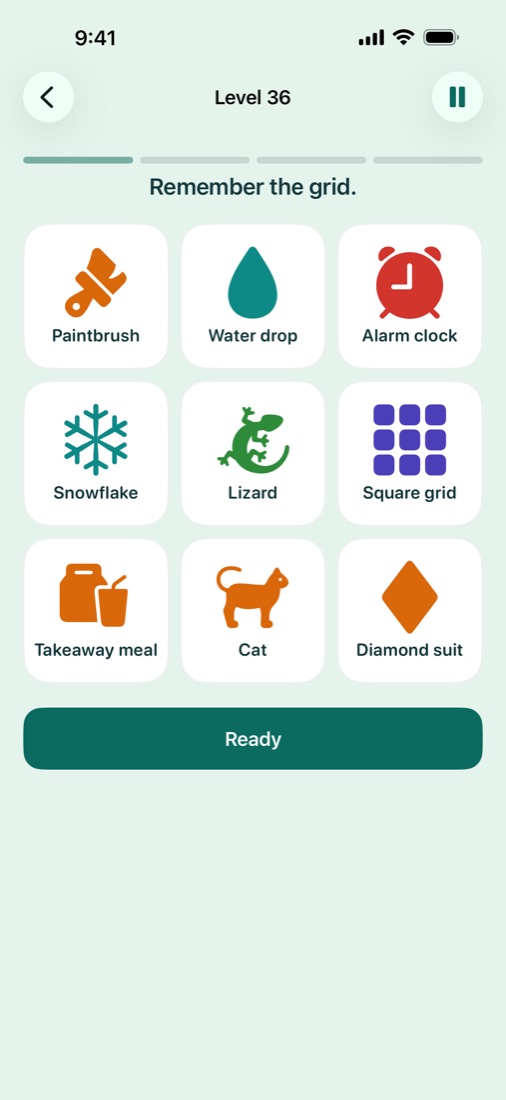 9:41
Level 36
Remember the grid.
Paintbrush
Water drop
Alarm clock
Snowflake
Lizard
Square grid
Takeaway meal
Cat
Diamond suit
Ready